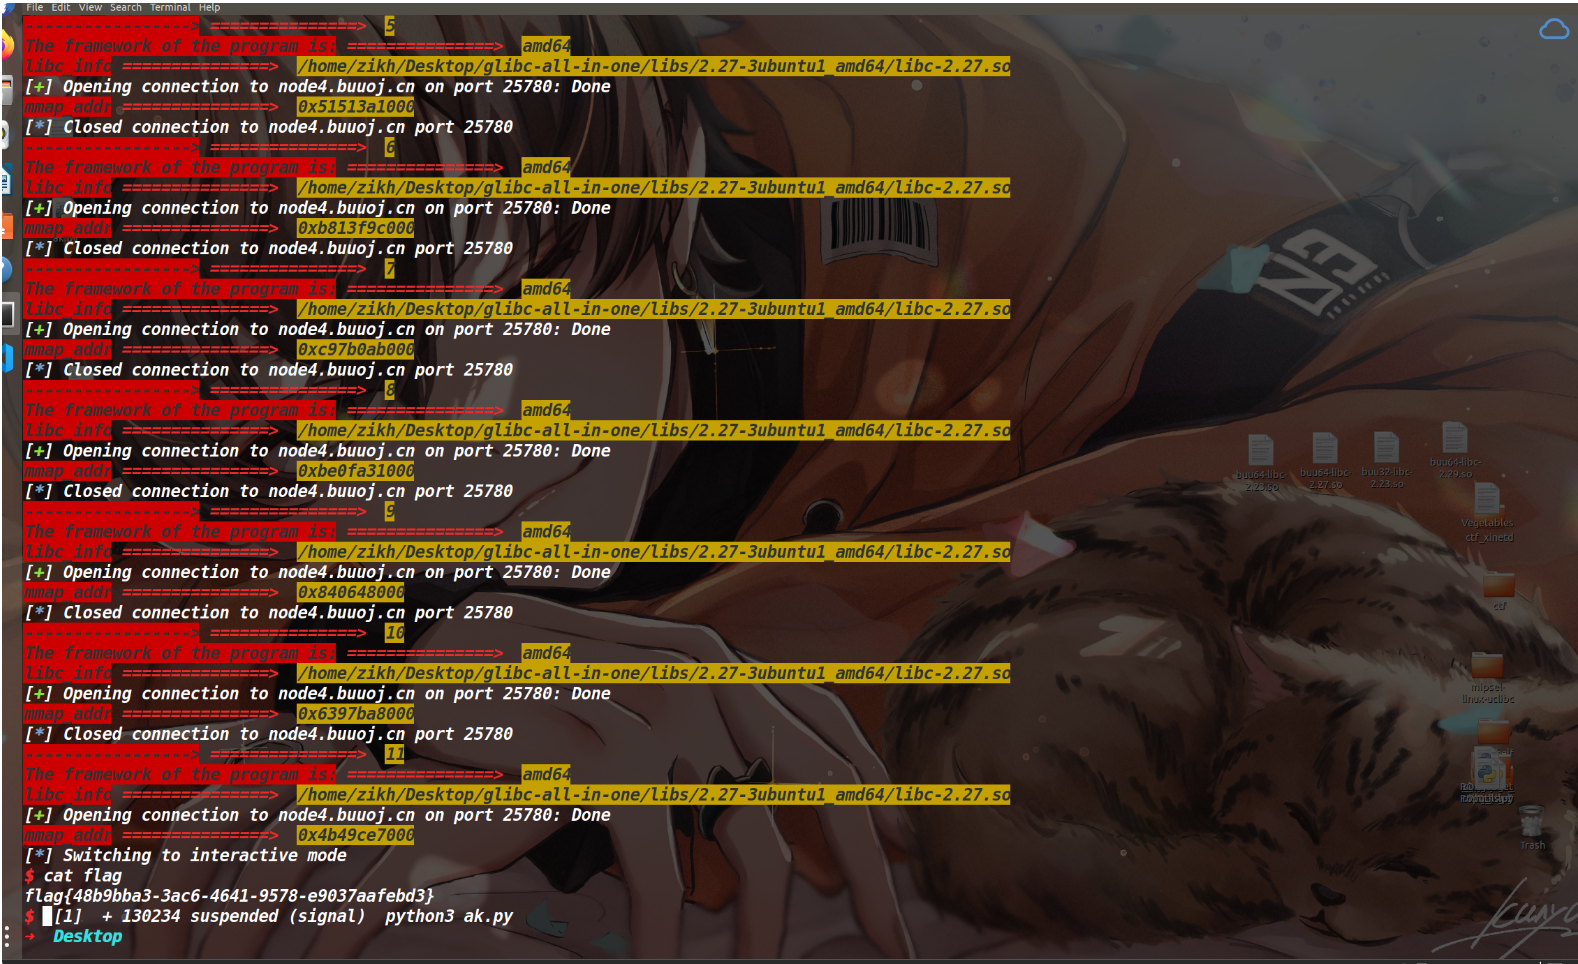 File Edit View Search Terminal Help
-------------------> ===============> 5
The framework of the program is: ================> amd64
libc info ================> /home/zikh/Desktop/glibc-all-in-one/libs/2.27-3ubuntu1_amd64/libc-2.27.so
[+] Opening connection to node4.buuoj.cn on port 25780: Done
mmap_addr ================> 0x51513a1000
[*] Closed connection to node4.buuoj.cn port 25780
-------------------> ===============> 6
The framework of the program is: ================> amd64
libc info ================> /home/zikh/Desktop/glibc-all-in-one/libs/2.27-3ubuntu1_amd64/libc-2.27.so
[+] Opening connection to node4.buuoj.cn on port 25780: Done
mmap_addr ================> 0xb813f9c000
[*] Closed connection to node4.buuoj.cn port 25780
-------------------> ===============> 7
The framework of the program is: ================> amd64
libc info ================> /home/zikh/Desktop/glibc-all-in-one/libs/2.27-3ubuntu1_amd64/libc-2.27.so
[+] Opening connection to node4.buuoj.cn on port 25780: Done
mmap_addr ================> 0xc97b0ab000
[*] Closed connection to node4.buuoj.cn port 25780
-------------------> ===============> 8
The framework of the program is: ================> amd64
libc info ================> /home/zikh/Desktop/glibc-all-in-one/libs/2.27-3ubuntu1_amd64/libc-2.27.so
[+] Opening connection to node4.buuoj.cn on port 25780: Done
mmap_addr ================> 0xbe0fa31000
[*] Closed connection to node4.buuoj.cn port 25780
-------------------> ===============> 9
The framework of the program is: ================> amd64
libc info ================> /home/zikh/Desktop/glibc-all-in-one/libs/2.27-3ubuntu1_amd64/libc-2.27.so
[+] Opening connection to node4.buuoj.cn on port 25780: Done
mmap_addr ================> 0x840648000
[*] Closed connection to node4.buuoj.cn port 25780
-------------------> ===============> 10
The framework of the program is: ================> amd64
libc info ================> /home/zikh/Desktop/glibc-all-in-one/libs/2.27-3ubuntu1_amd64/libc-2.27.so
[+] Opening connection to node4.buuoj.cn on port 25780: Done
mmap_addr ================> 0x6397ba8000
[*] Closed connection to node4.buuoj.cn port 25780
-------------------> ===============> 11
The framework of the program is: ================> amd64
libc info ================> /home/zikh/Desktop/glibc-all-in-one/libs/2.27-3ubuntu1_amd64/libc-2.27.so
[+] Opening connection to node4.buuoj.cn on port 25780: Done
mmap_addr ================> 0x4b49ce7000
[*] Switching to interactive mode
$ cat flag
flag{48b9bba3-3ac6-4641-9578-e9037aafebd3}
$ [1]  + 130234 suspended (signal)  python3 ak.py
→ Desktop
buu64-libc-
2.23.so
buu64-libc-
2.27.so
buu32-libc-
2.23.so
buu64-libc-
2.29.so
Vegetables
ctf_xinetd
ctf
mipsel-
linux-uclibc
Trash